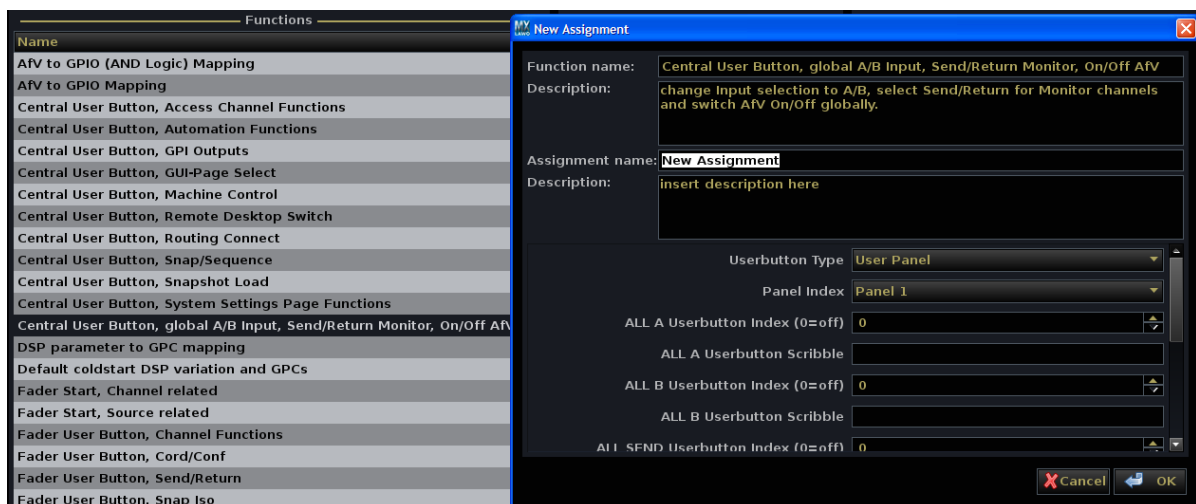 Functions
Name
AfV to GPIO (AND Logic) Mapping
AfV to GPIO Mapping
Central User Button, Access Channel Functions
Central User Button, Automation Functions
Central User Button, GPI Outputs
Central User Button, GUI-Page Select
Central User Button, Machine Control
Central User Button, Remote Desktop Switch
Central User Button, Routing Connect
Central User Button, Snap/Sequence
Central User Button, Snapshot Load
Central User Button, System Settings Page Functions
Central User Button, global A/B Input, Send/Return Monitor, On/Off AfV
DSP parameter to GPC mapping
Default coldstart DSP variation and GPCs
Fader Start, Channel related
Fader Start, Source related
Fader User Button, Channel Functions
Fader User Button, Cord/Conf
Fader User Button, Send/Return
Fader User Button, Snap Iso
MY LAWO New Assignment
Function name: Central User Button, global A/B Input, Send/Return Monitor, On/Off AfV
Description: change Input selection to A/B, select Send/Return for Monitor channels
and switch AfV On/Off globally.
Assignment name: New Assignment
Description: insert description here
Userbutton Type User Panel
Panel Index Panel 1
ALL A Userbutton Index (0=off) 0
ALL A Userbutton Scribble
ALL B Userbutton Index (0=off) 0
ALL B Userbutton Scribble
ALL SEND Userbutton Index (0=off) 0
Cancel OK